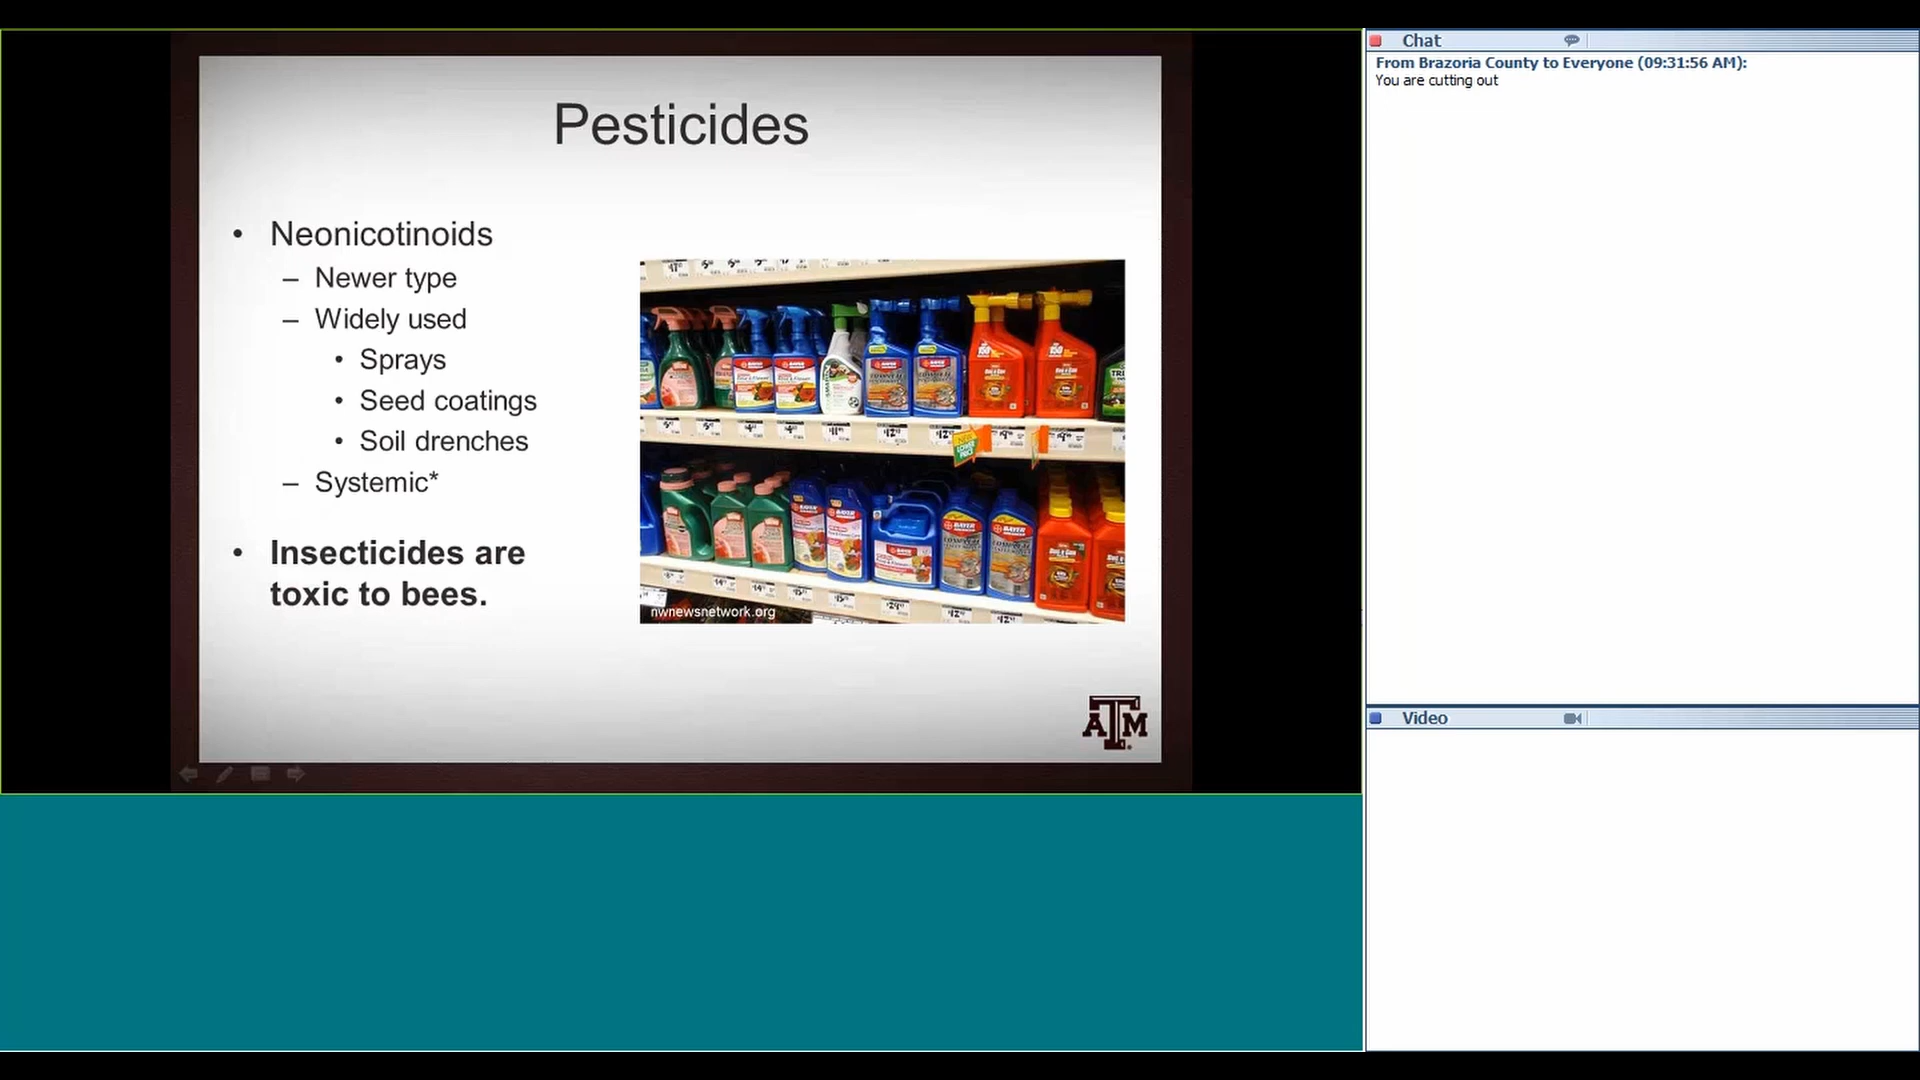 Pesticides
• Neonicotinoids
– Newer type
– Widely used
• Sprays
• Seed coatings
• Soil drenches
– Systemic*
• Insecticides are
toxic to bees.
nwnewsnetwork.org
ATM
Chat
From Brazoria County to Everyone (09:31:56 AM):
You are cutting out
Video